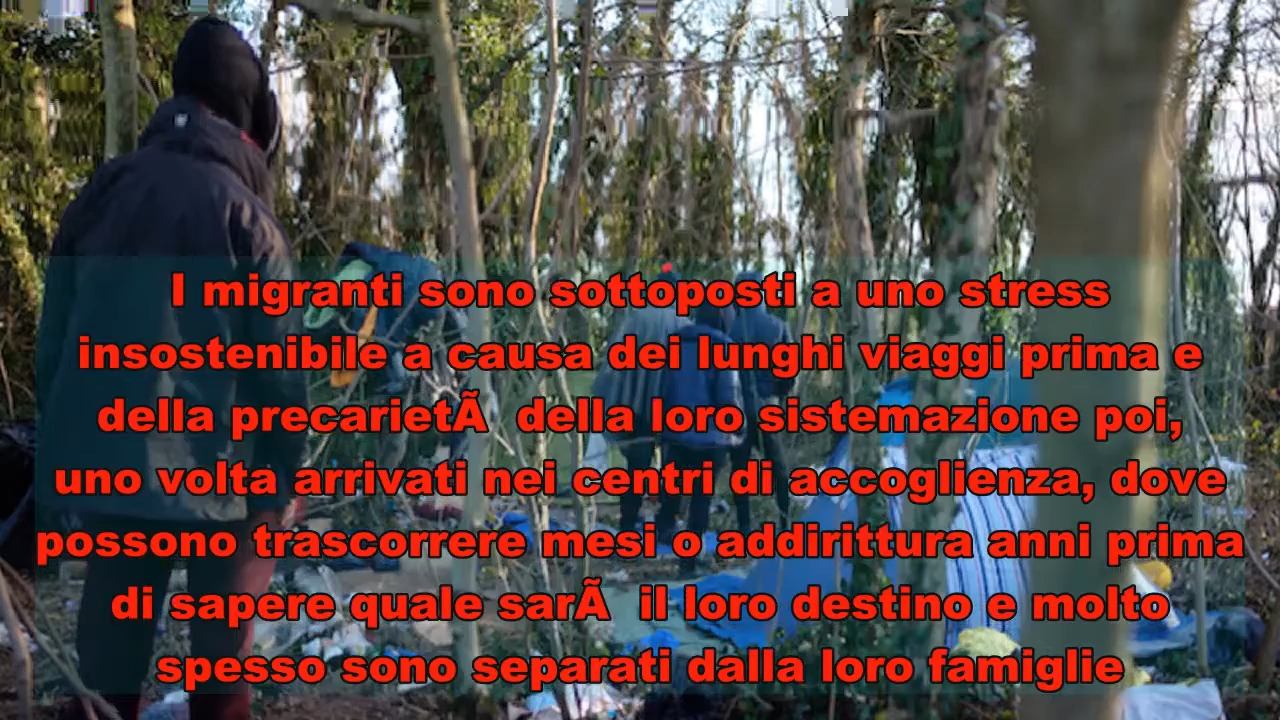 I migranti sono sottoposti a uno stress
insostenibile a causa dei lunghi viaggi prima e
della precarietÃ  della loro sistemazione poi,
uno volta arrivati nei centri di accoglienza, dove
possono trascorrere mesi o addirittura anni prima
di sapere quale sarÃ  il loro destino e molto
spesso sono separati dalla loro famiglie